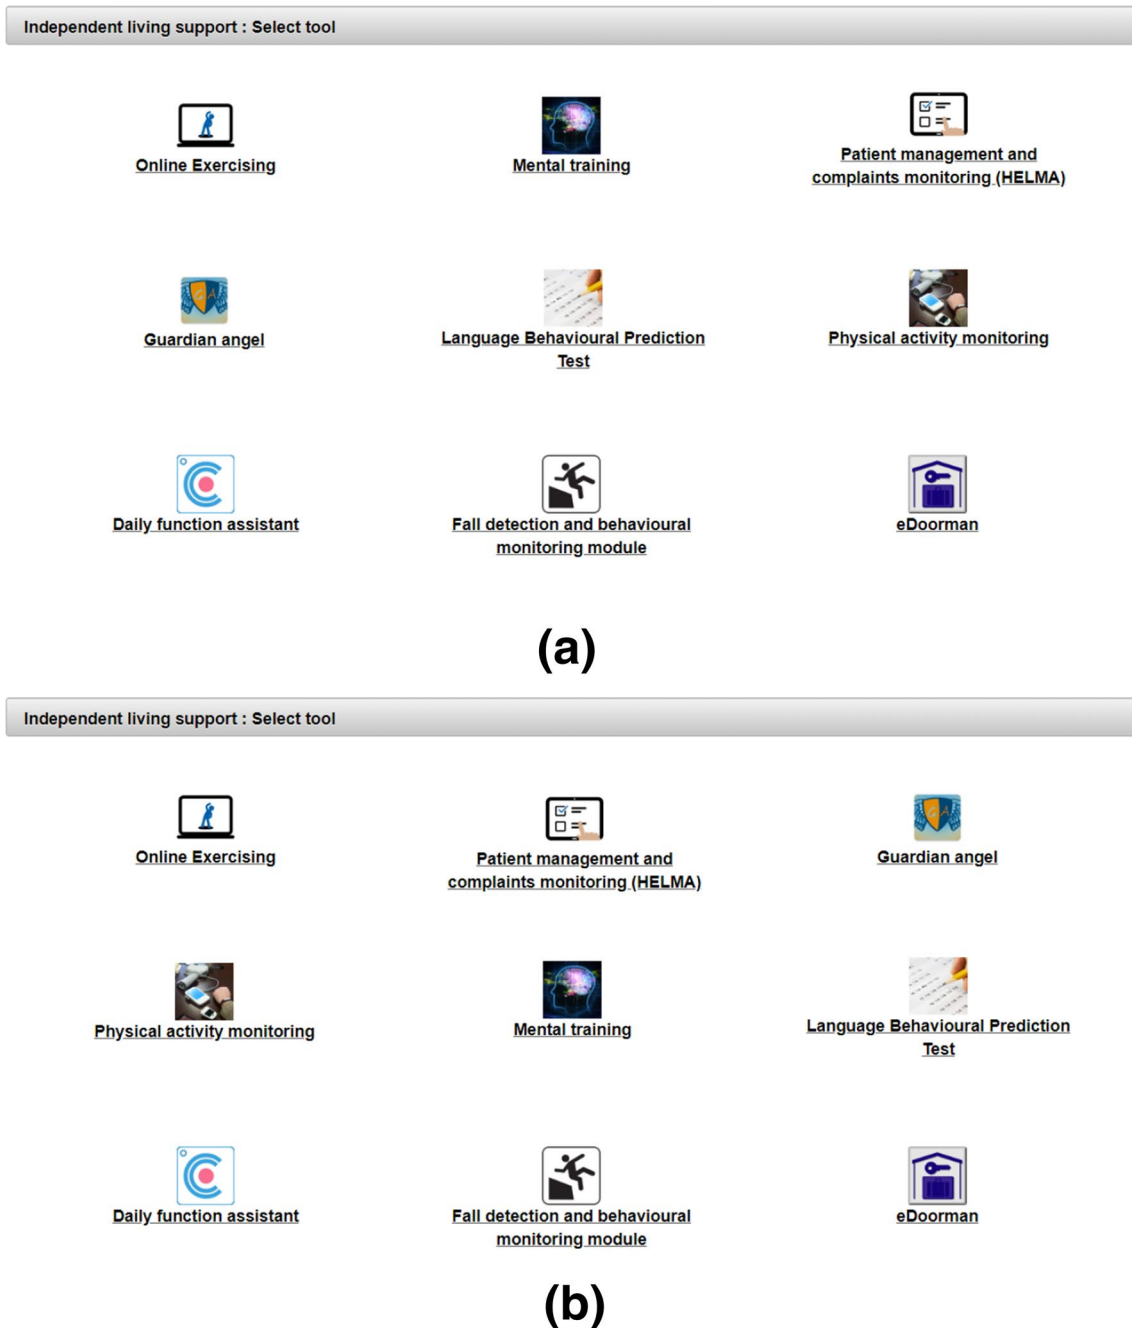 Independent living support : Select tool
Online Exercising
Mental training
Patient management and
complaints monitoring (HELMA)
G A
Guardian angel
Language Behavioural Prediction
Test
Physical activity monitoring
Daily function assistant
Fall detection and behavioural
monitoring module
eDoorman
(a)
Independent living support : Select tool
Online Exercising
Patient management and
complaints monitoring (HELMA)
G A
Guardian angel
Physical activity monitoring
Mental training
Language Behavioural Prediction
Test
Daily function assistant
Fall detection and behavioural
monitoring module
eDoorman
(b)